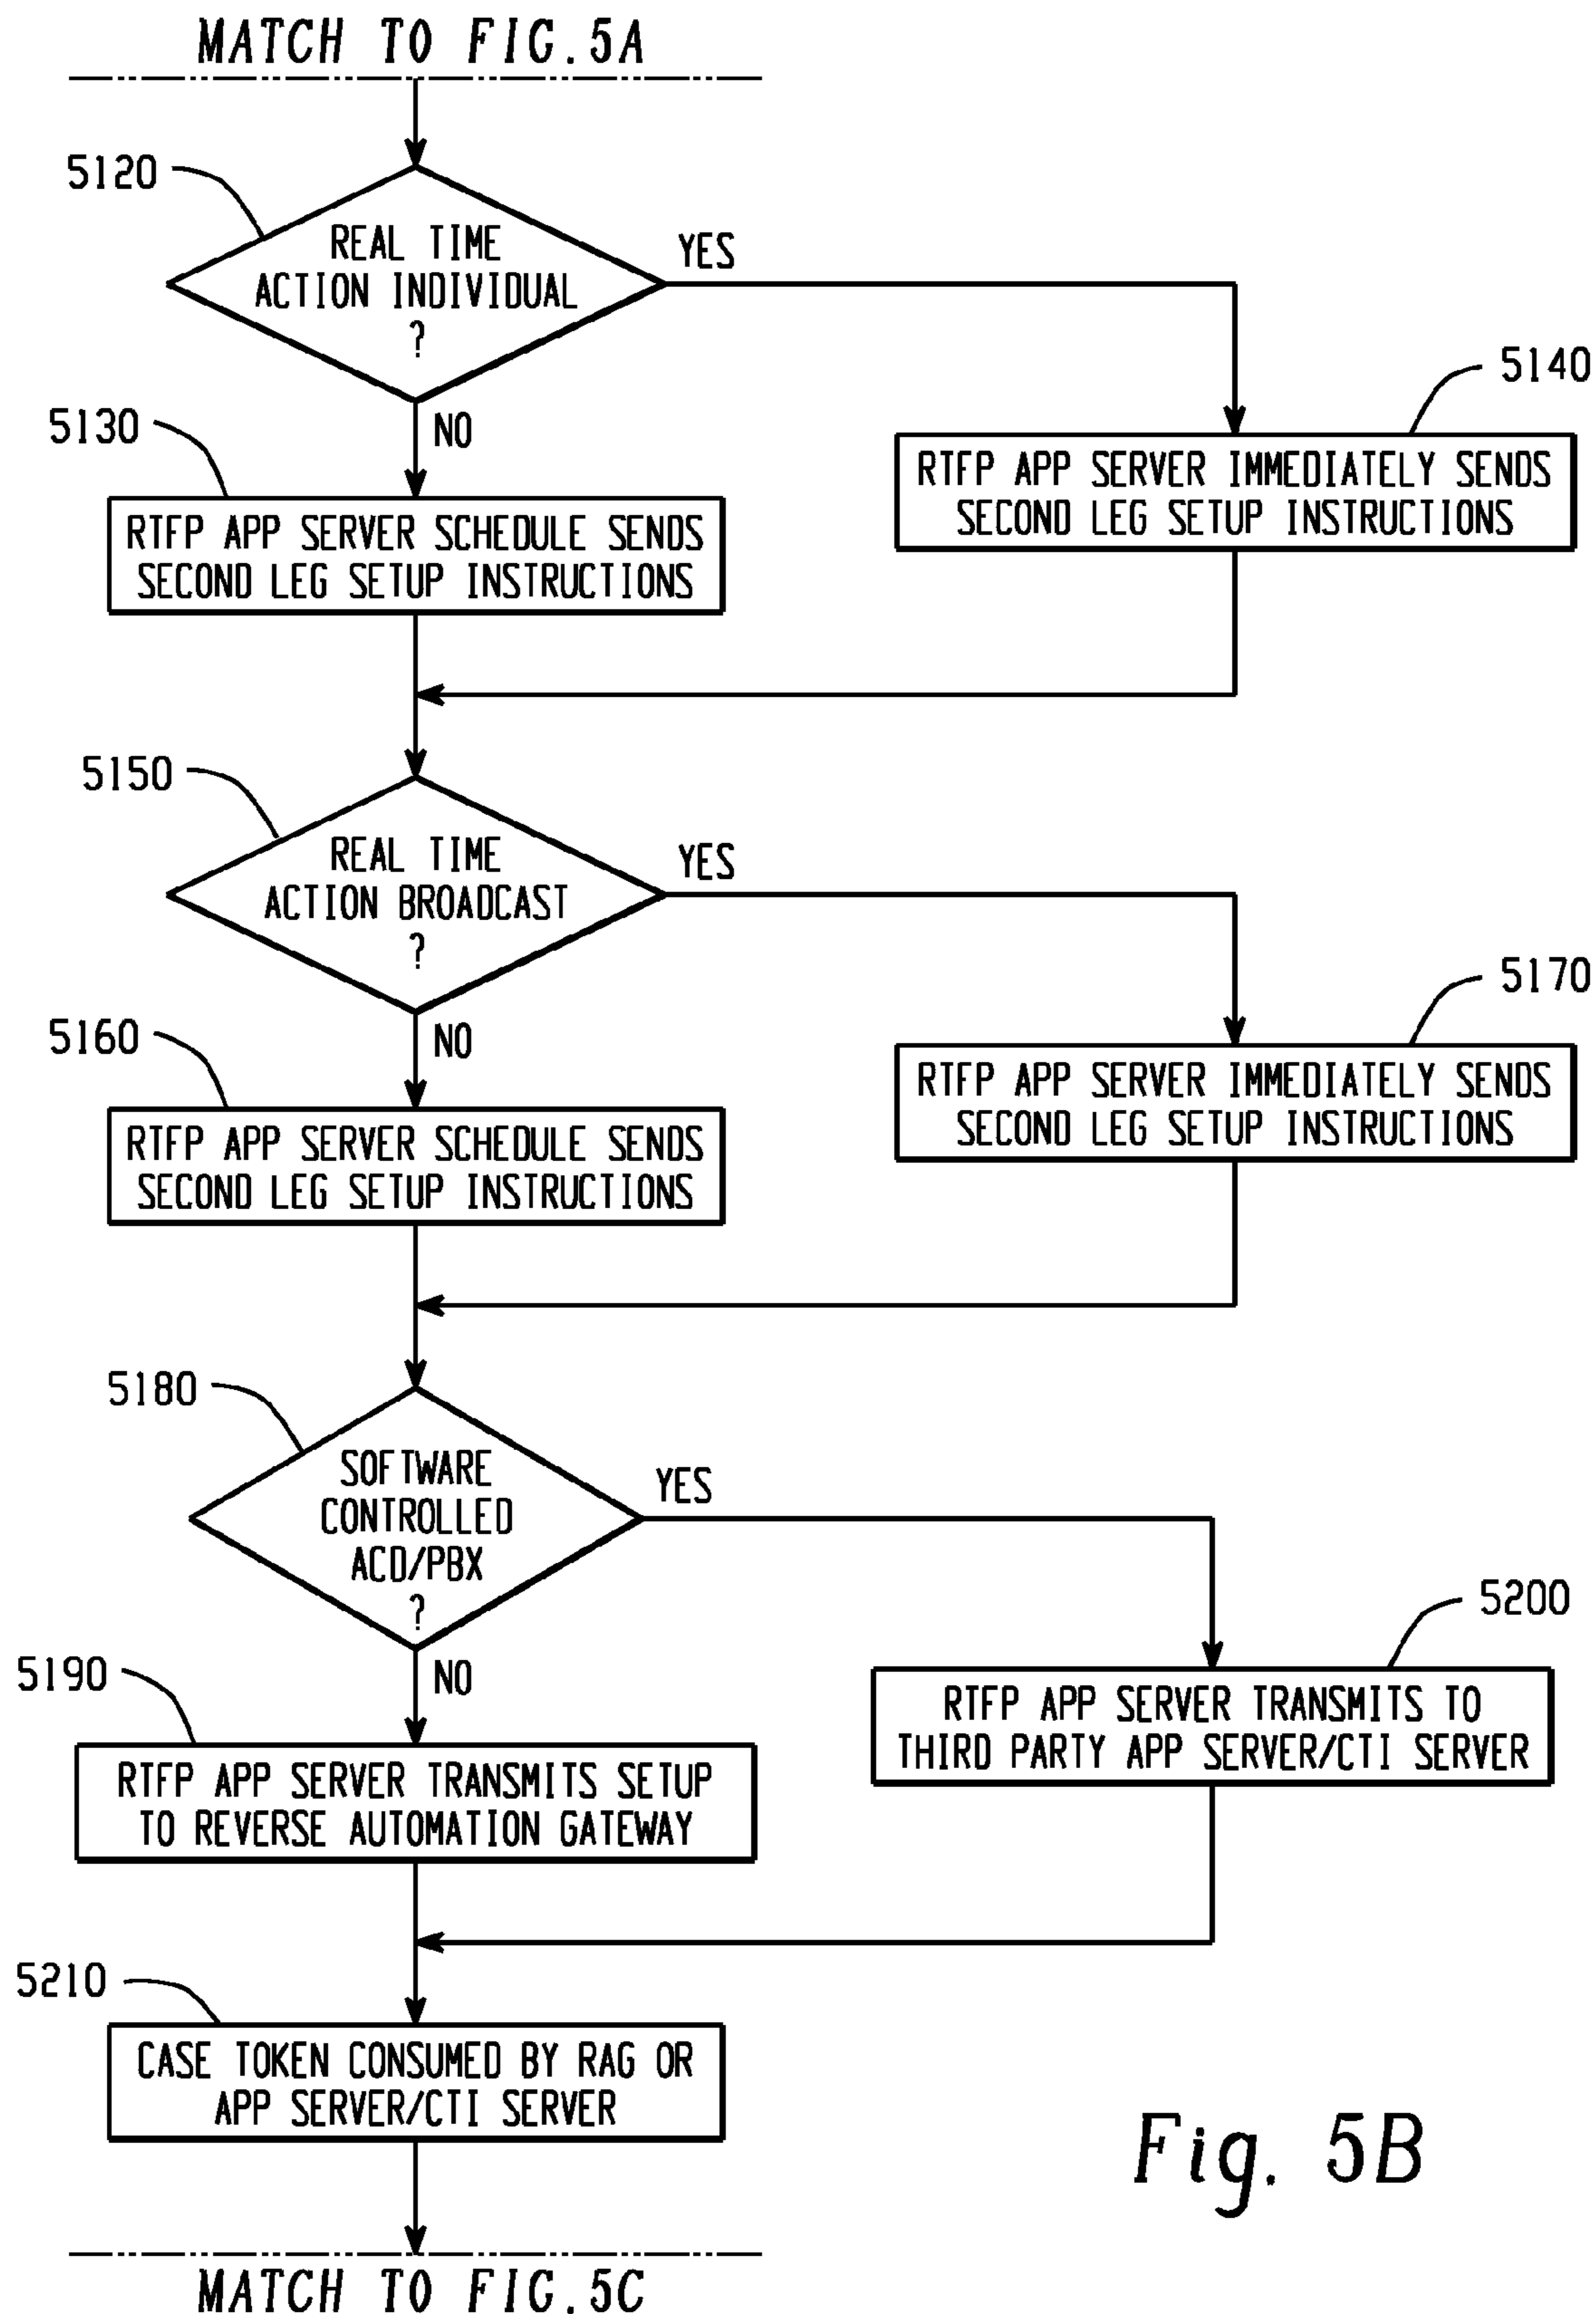 MATCH TO FIG. 5A
5120
REAL TIME
ACTION INDIVIDUAL
?
YES
NO
5140
RTFP APP SERVER IMMEDIATELY SENDS
SECOND LEG SETUP INSTRUCTIONS
5130
RTFP APP SERVER SCHEDULE SENDS
SECOND LEG SETUP INSTRUCTIONS
5150
REAL TIME
ACTION BROADCAST
?
YES
NO
5170
RTFP APP SERVER IMMEDIATELY SENDS
SECOND LEG SETUP INSTRUCTIONS
5160
RTFP APP SERVER SCHEDULE SENDS
SECOND LEG SETUP INSTRUCTIONS
5180
SOFTWARE
CONTROLLED
ACD/PBX
?
YES
NO
5200
RTFP APP SERVER TRANSMITS TO
THIRD PARTY APP SERVER/CTI SERVER
5190
RTFP APP SERVER TRANSMITS SETUP
TO REVERSE AUTOMATION GATEWAY
5210
CASE TOKEN CONSUMED BY RAG OR
APP SERVER/CTI SERVER
Fig. 5B
MATCH TO FIG. 5C